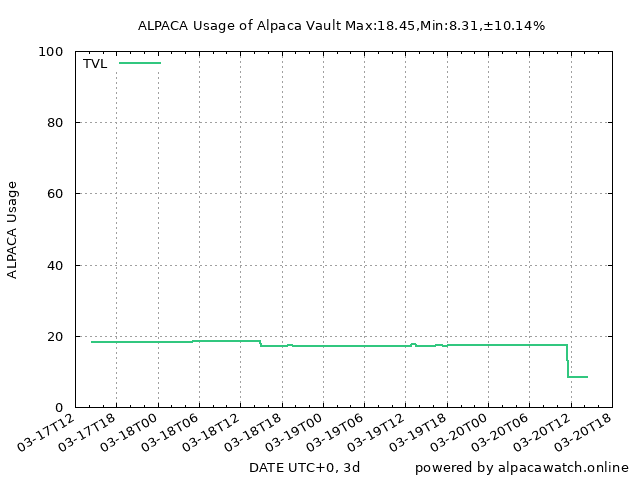 ALPACA Usage of Alpaca Vault Max:18.45,Min:8.31,±10.14%
100
TVL
80
60
ALPACA Usage
40
20
0
03-17T12 03-17T18 03-18T00 03-18T06 03-18T12 03-18T18 03-19T00 03-19T06 03-19T12 03-19T18 03-20T00 03-20T06 03-20T12 03-20T18
DATE UTC+0, 3d
powered by alpacawatch.online